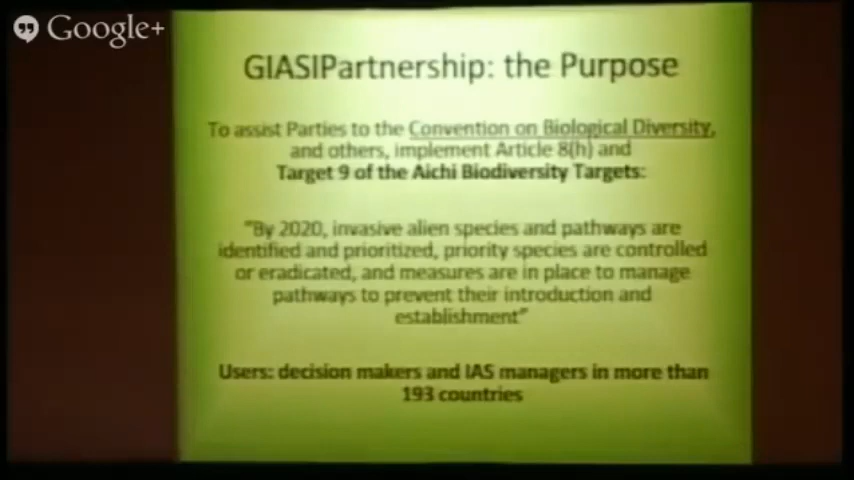 Google+
GIASIPartnership: the Purpose
To assist Parties to the Convention on Biological Diversity,
and others, implement Article 8(h) and
Target 9 of the Aichi Biodiversity Targets:
"By 2020, invasive alien species and pathways are
identified and prioritized, priority species are controlled
or eradicated, and measures are in place to manage
pathways to prevent their introduction and
establishment"
Users: decision makers and IAS managers in more than
193 countries